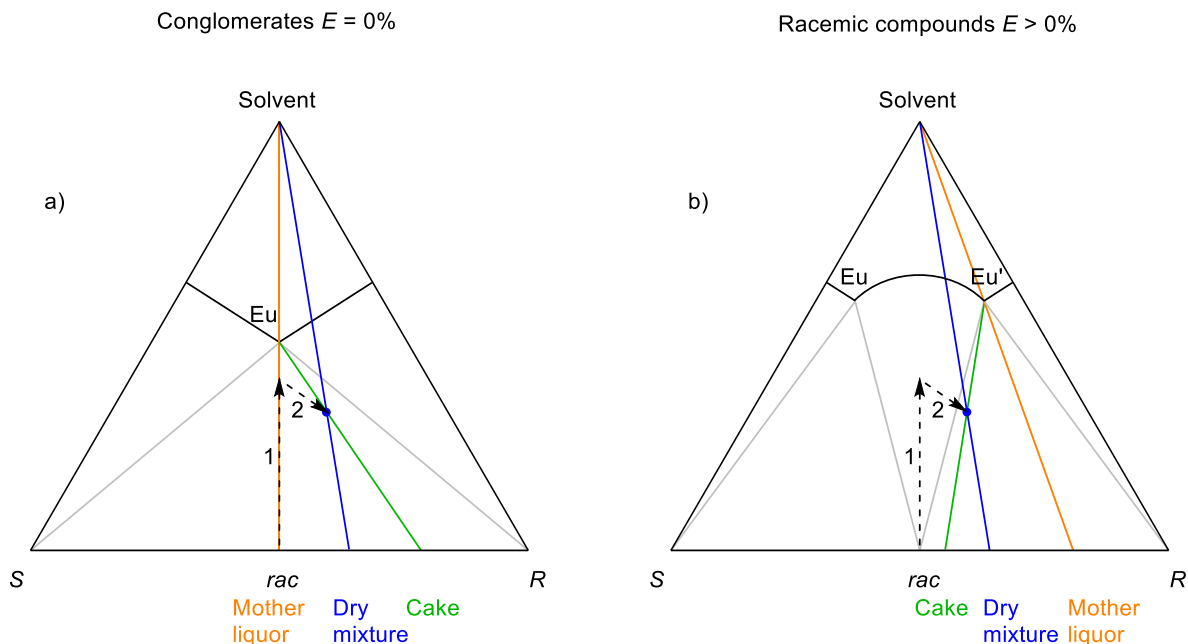 Conglomerates E = 0%
Racemic compounds E > 0%
Solvent
Solvent
a)
b)
Eu
Eu
Eu'
2
1
2
1
S
rac
R
S
rac
R
Mother
liquor
Dry
mixture
Cake
Cake
Dry
mixture
Mother
liquor